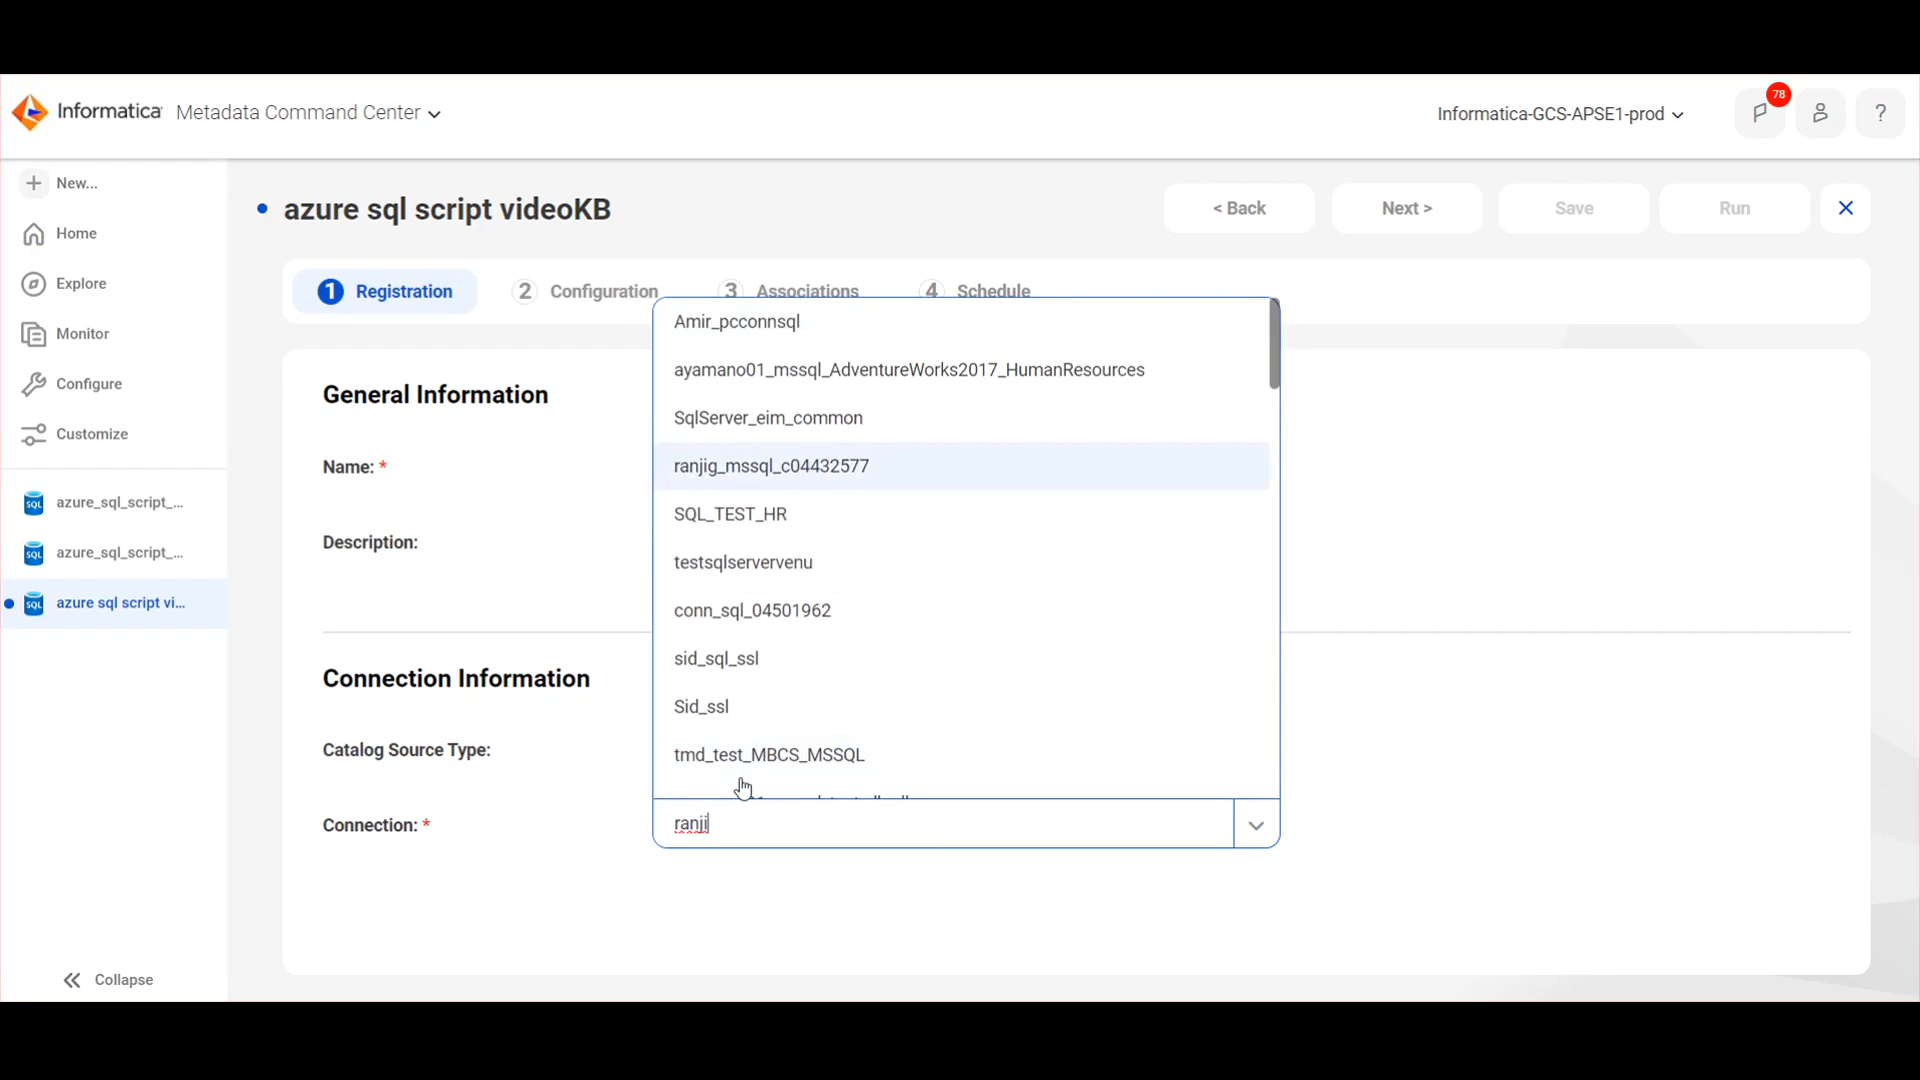 Informatica Metadata Command Center
Informatica-GCS-APSE1-prod
78
?
New...
Home
Explore
Monitor
Configure
Customize
azure_sql_script_...
azure_sql_script_...
azure sql script vi...
Collapse
azure sql script videoKB
< Back
Next >
Save
Run
1 Registration
2 Configuration
3 Associations
4 Schedule
General Information
Name: *
Description:
Connection Information
Catalog Source Type:
Connection: *
Amir_pcconnsql
ayamano01_mssql_AdventureWorks2017_HumanResources
SqlServer_eim_common
ranjig_mssql_c04432577
SQL_TEST_HR
testsqlservervenu
conn_sql_04501962
sid_sql_ssl
Sid_ssl
tmd_test_MBCS_MSSQL
ranji